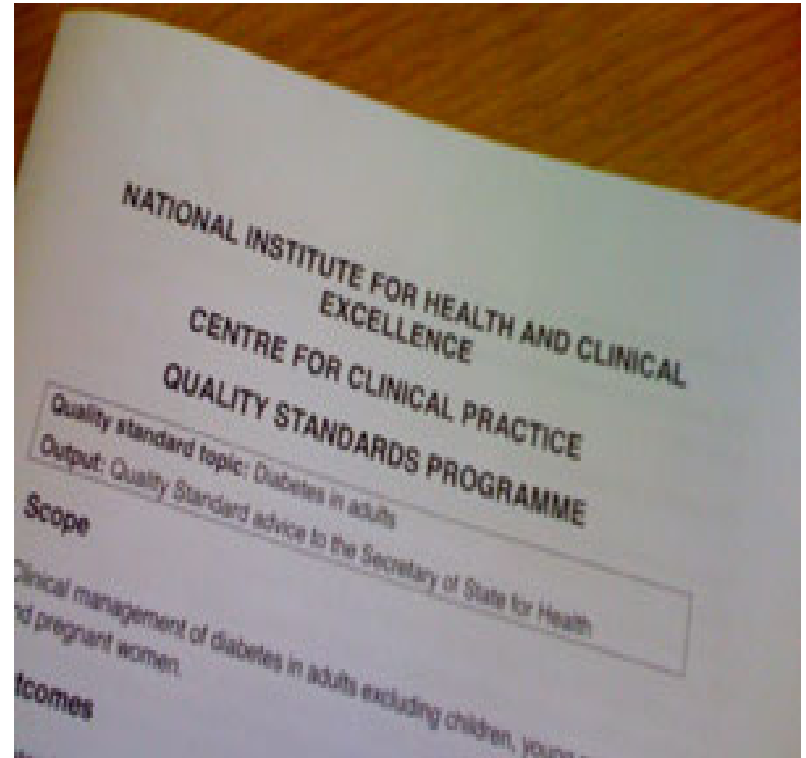 NATIONAL INSTITUTE FOR HEALTH AND CLINICAL
EXCELLENCE
CENTRE FOR CLINICAL PRACTICE
QUALITY STANDARDS PROGRAMME
Quality standard topic: Diabetes in adults
Output: Quality Standard advice to the Secretary of State for Health
Scope
Clinical management of diabetes in adults excluding children, young
nd pregnant women.
tcomes